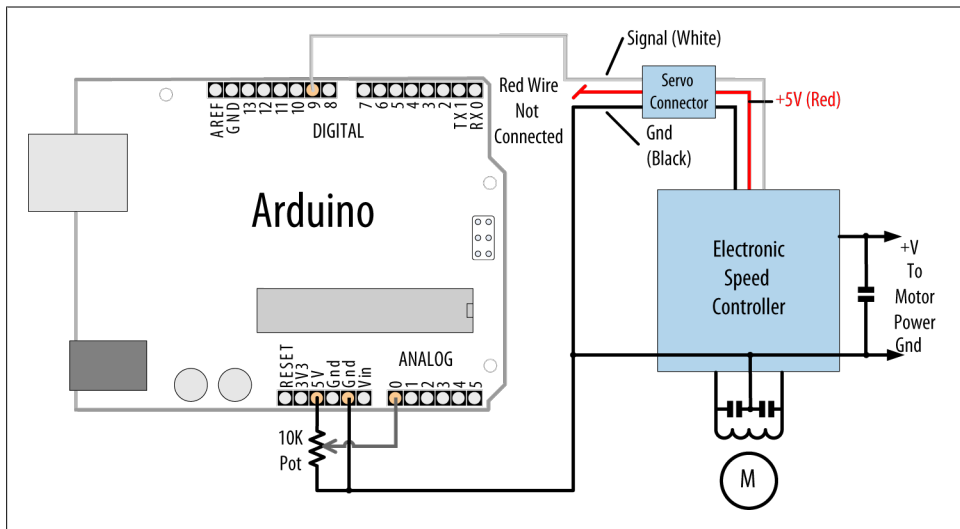 Signal (White)
Servo
Connector
Red Wire
Not
Connected
+5V (Red)
Gnd
(Black)
AREF
GND
13
12
11
10
9
8
7
6
5
4
3
2
TX 1
RX 0
DIGITAL
Arduino
Electronic
Speed
Controller
+V
To
Motor
Power
Gnd
ANALOG
RESET
3V3
5V
Gnd
Gnd
Vin
0
1
2
3
4
5
10K
Pot
M